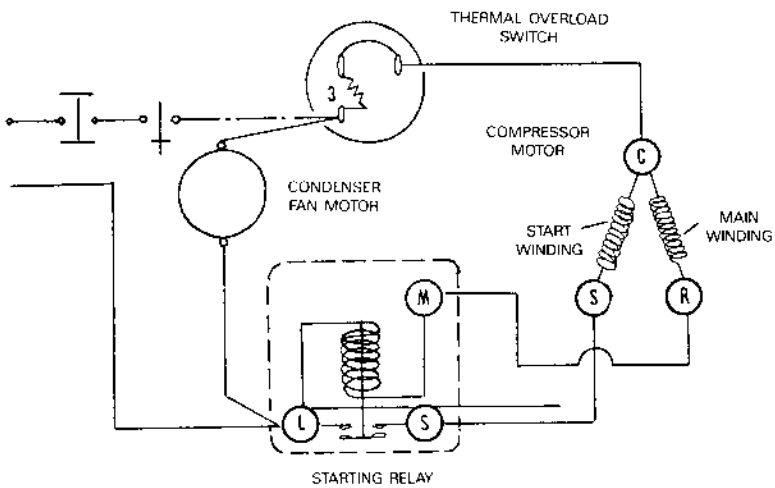 THERMAL OVERLOAD
SWITCH
3
COMPRESSOR
MOTOR
C
CONDENSER
FAN MOTOR
START
WINDING
MAIN
WINDING
M
S
R
L
S
STARTING RELAY